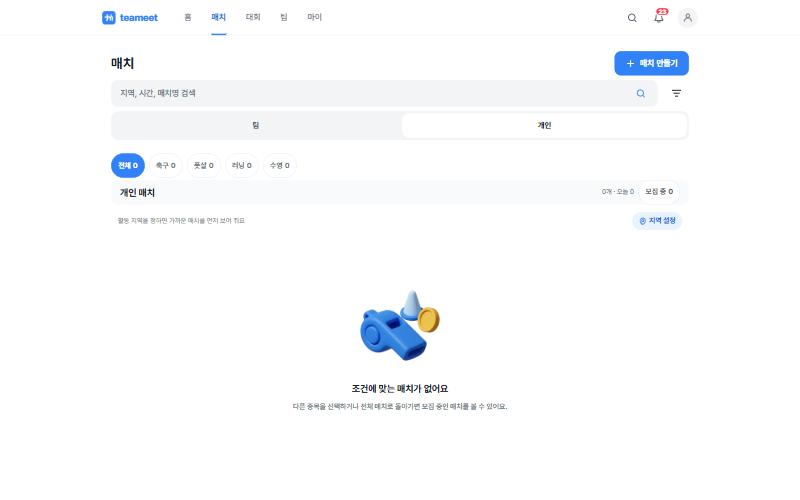 teameet 홈 매치 대회 팀 마이 23
매치
+ 매치 만들기
지역, 시간, 매치명 검색
팀 개인
전체 0 축구 0 풋살 0 러닝 0 수영 0
개인 매치 0개 · 오늘 0 모집 중 0
활동 지역을 정하면 가까운 매치를 먼저 보여 줘요 지역 설정
조건에 맞는 매치가 없어요
다른 종목을 선택하거나 전체 매치로 돌아가면 모집 중인 매치를 볼 수 있어요.